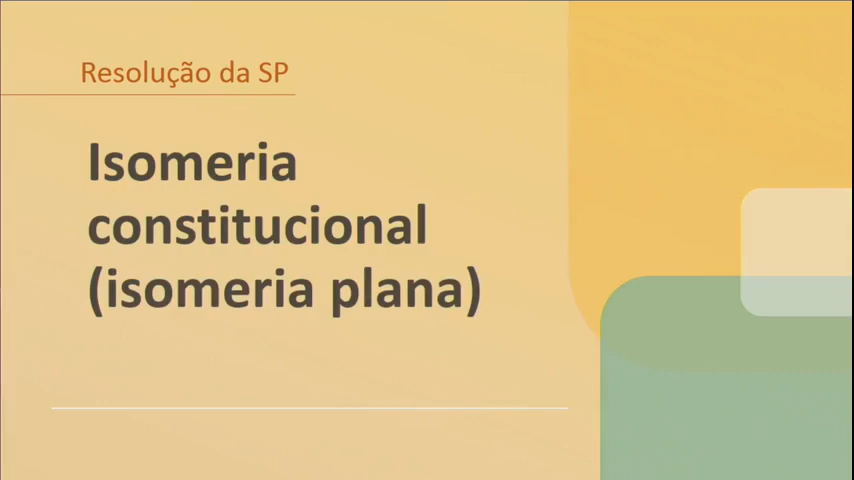 Resolução da SP
Isomeria
constitucional
(isomeria plana)